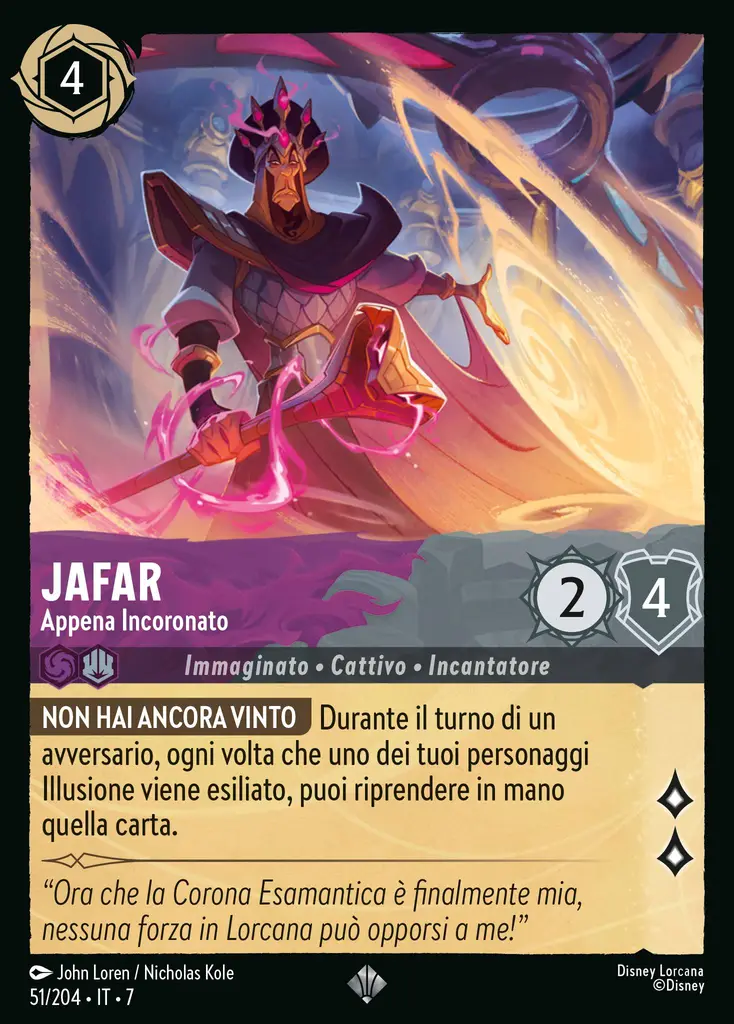 4
JAFAR
Appena Incoronato
2
4
Immaginato • Cattivo • Incantatore
NON HAI ANCORA VINTO Durante il turno di un
avversario, ogni volta che uno dei tuoi personaggi
Illusione viene esiliato, puoi riprendere in mano
quella carta.
“Ora che la Corona Esamantica è finalmente mia,
nessuna forza in Lorcana può opporsi a me!”
John Loren / Nicholas Kole
51/204 • IT • 7
Disney Lorcana
©Disney